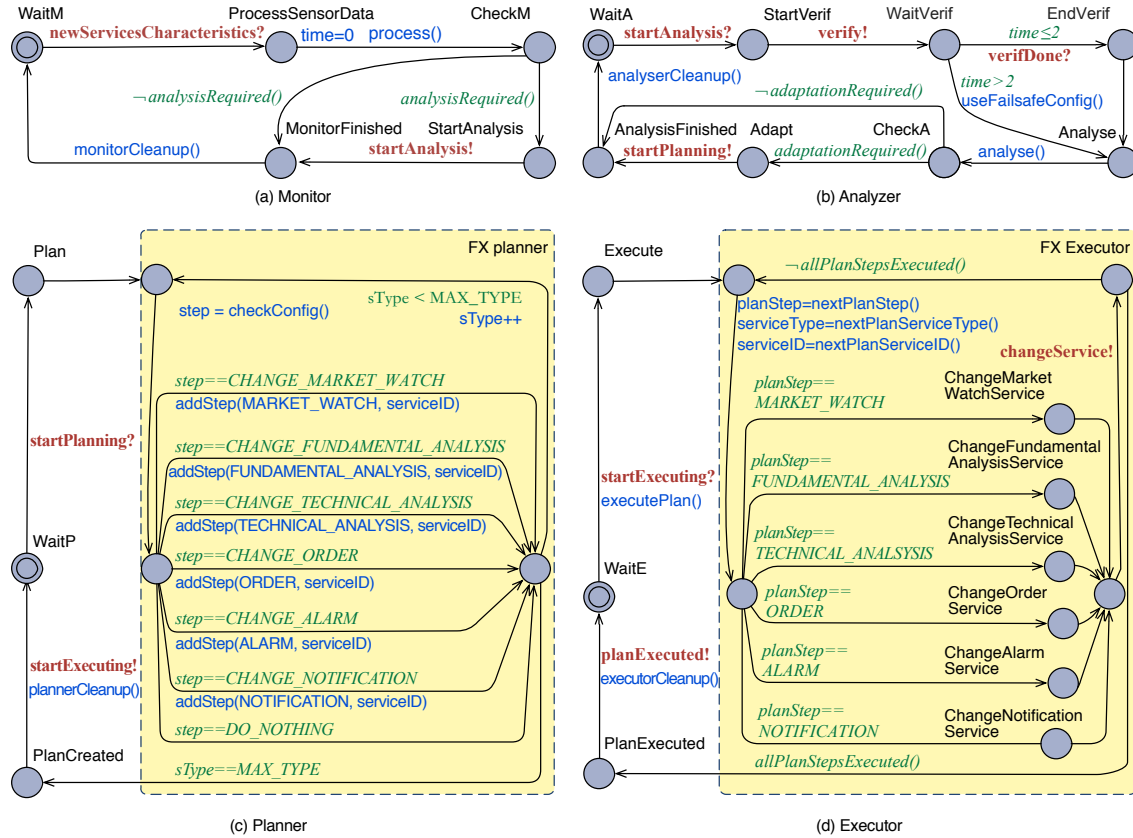 WaitM
newServicesCharacteristics?
ProcessSensorData
time=0
process()
CheckM
¬analysisRequired()
analysisRequired()
MonitorFinished
StartAnalysis
monitorCleanup()
startAnalysis!
(a) Monitor
WaitA
startAnalysis?
StartVerif
verify!
WaitVerif
time≤2
verifDone?
EndVerif
analyserCleanup()
time>2
useFailsafeConfig()
¬adaptationRequired()
AnalysisFinished
Adapt
CheckA
Analyse
startPlanning!
adaptationRequired()
analyse()
(b) Analyzer
Plan
FX planner
step = checkConfig()
sType < MAX_TYPE
sType++
step==CHANGE_MARKET_WATCH
addStep(MARKET_WATCH, serviceID)
startPlanning?
step==CHANGE_FUNDAMENTAL_ANALYSIS
addStep(FUNDAMENTAL_ANALYSIS, serviceID)
step==CHANGE_TECHNICAL_ANALYSIS
addStep(TECHNICAL_ANALYSIS, serviceID)
WaitP
step==CHANGE_ORDER
addStep(ORDER, serviceID)
step==CHANGE_ALARM
addStep(ALARM, serviceID)
startExecuting!
plannerCleanup()
step==CHANGE_NOTIFICATION
addStep(NOTIFICATION, serviceID)
step==DO_NOTHING
PlanCreated
sType==MAX_TYPE
(c) Planner
Execute
FX Executor
¬allPlanStepsExecuted()
planStep=nextPlanStep()
serviceType=nextPlanServiceType()
serviceID=nextPlanServiceID()
changeService!
planStep==
MARKET_WATCH
ChangeMarket
WatchService
startExecuting?
executePlan()
planStep==
FUNDAMENTAL_ANALYSIS
ChangeFundamental
AnalysisService
planStep==
TECHNICAL_ANALSYSIS
ChangeTechnical
AnalysisService
WaitE
planStep==
ORDER
ChangeOrder
Service
planExecuted!
executorCleanup()
planStep==
ALARM
ChangeAlarm
Service
planStep==
NOTIFICATION
ChangeNotification
Service
PlanExecuted
allPlanStepsExecuted()
(d) Executor